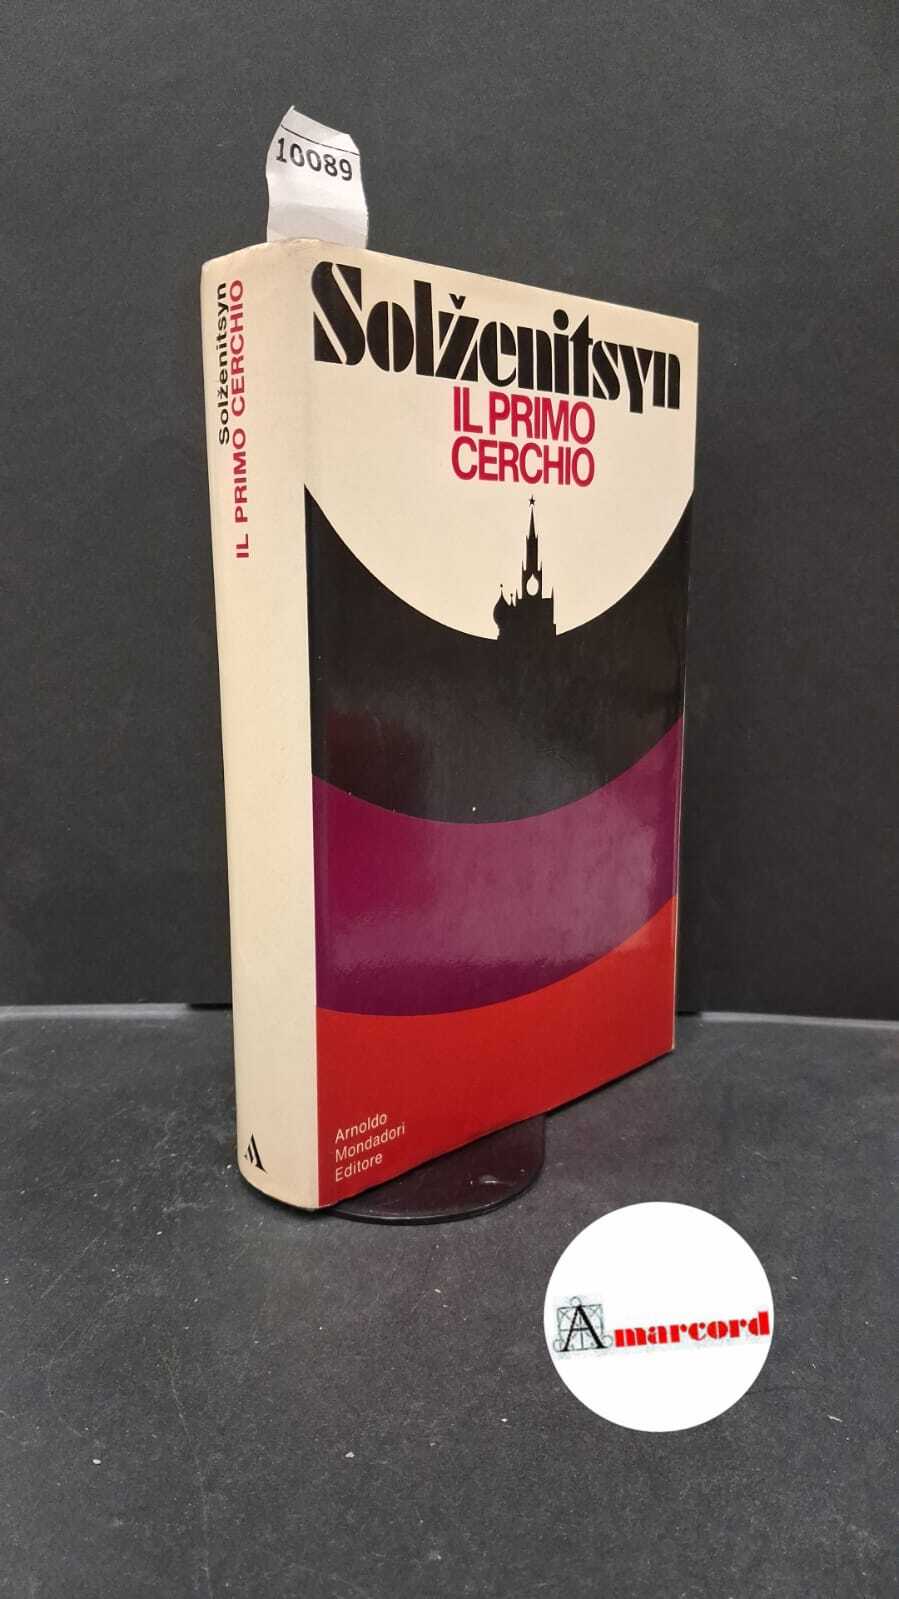 10089
Solženitsyn
IL PRIMO CERCHIO
Solženitsyn
IL PRIMO
CERCHIO
Arnoldo
Mondadori
Editore
Amarcord